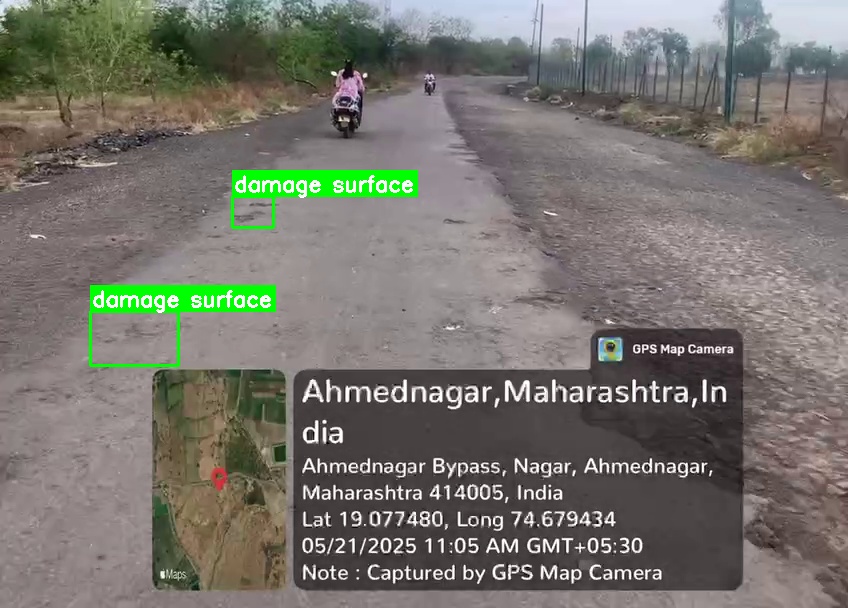 damage surface
damage surface
GPS Map Camera
Ahmednagar,Maharashtra,In
dia
Ahmednagar Bypass, Nagar, Ahmednagar,
Maharashtra 414005, India
Lat 19.077480, Long 74.679434
05/21/2025 11:05 AM GMT+05:30
Note : Captured by GPS Map Camera
Maps